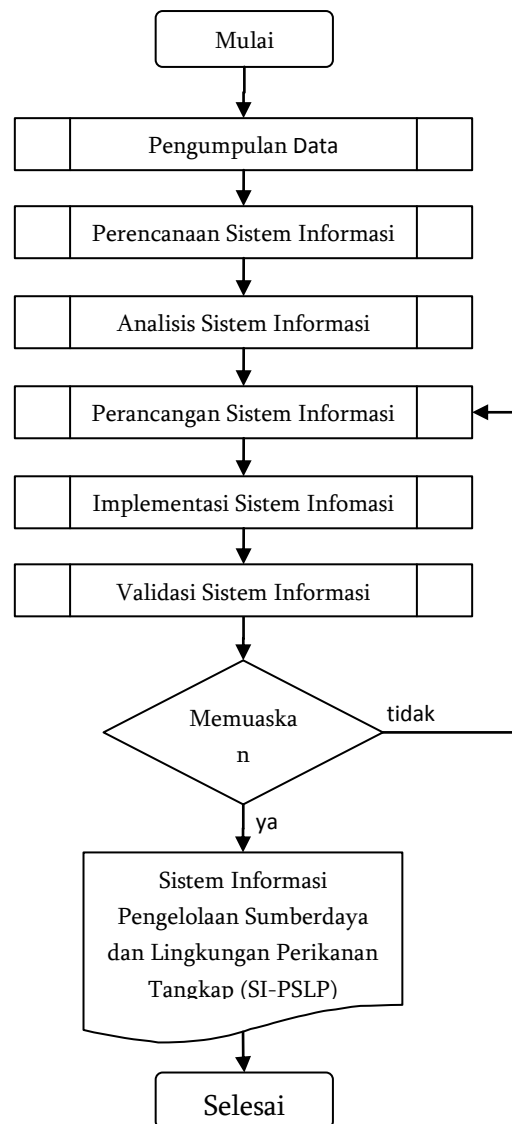 Mulai
Pengumpulan Data
Perencanaan Sistem Informasi
Analisis Sistem Informasi
Perancangan Sistem Informasi
Implementasi Sistem Infomasi
Validasi Sistem Informasi
Memuaska
n
tidak
ya
Sistem Informasi
Pengelolaan Sumberdaya
dan Lingkungan Perikanan
Tangkap (SI-PSLP)
Selesai